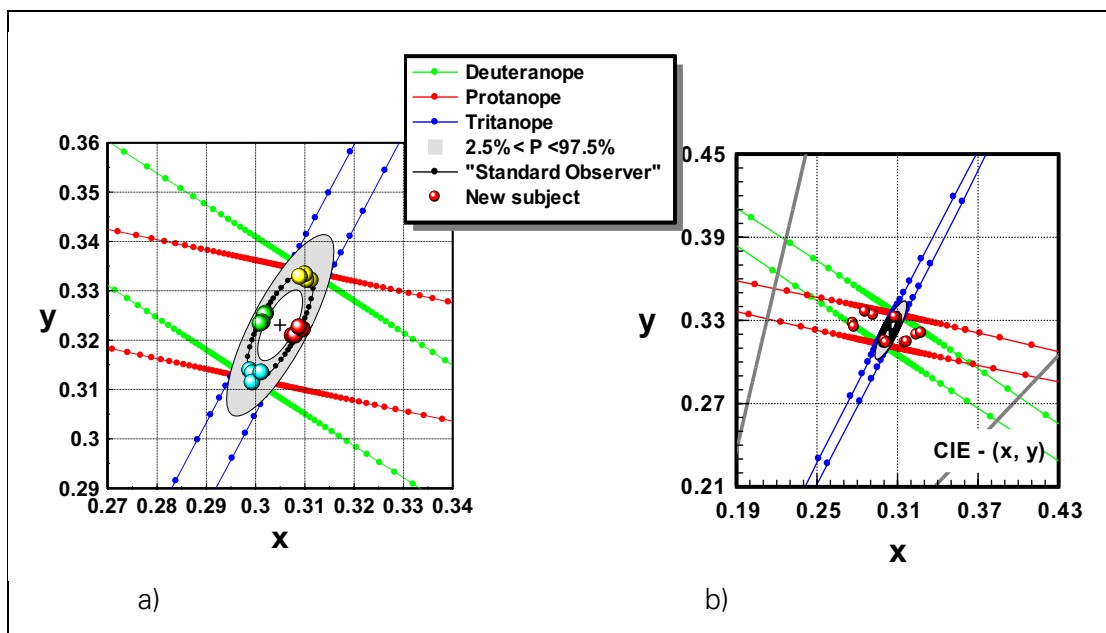 Deuteranope
Protanope
Tritanope
2.5% < P <97.5%
"Standard Observer"
New subject
0.36
0.35
0.34
0.33
y
0.32
0.31
0.3
0.29
0.27 0.28 0.29 0.3 0.31 0.32 0.33 0.34
x
a)
0.45
0.39
y
0.33
0.27
0.21
CIE - (x, y)
0.19 0.25 0.31 0.37 0.43
x
b)